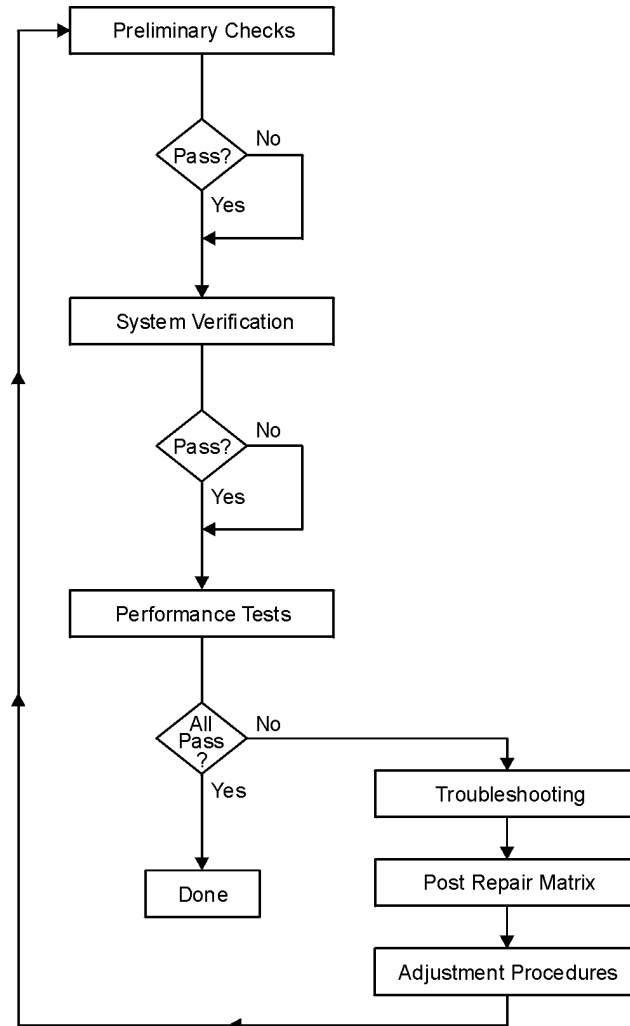 Preliminary Checks
Pass?
No
Yes
System Verification
Pass?
No
Yes
Performance Tests
All
Pass
?
No
Yes
Troubleshooting
Done
Post Repair Matrix
Adjustment Procedures